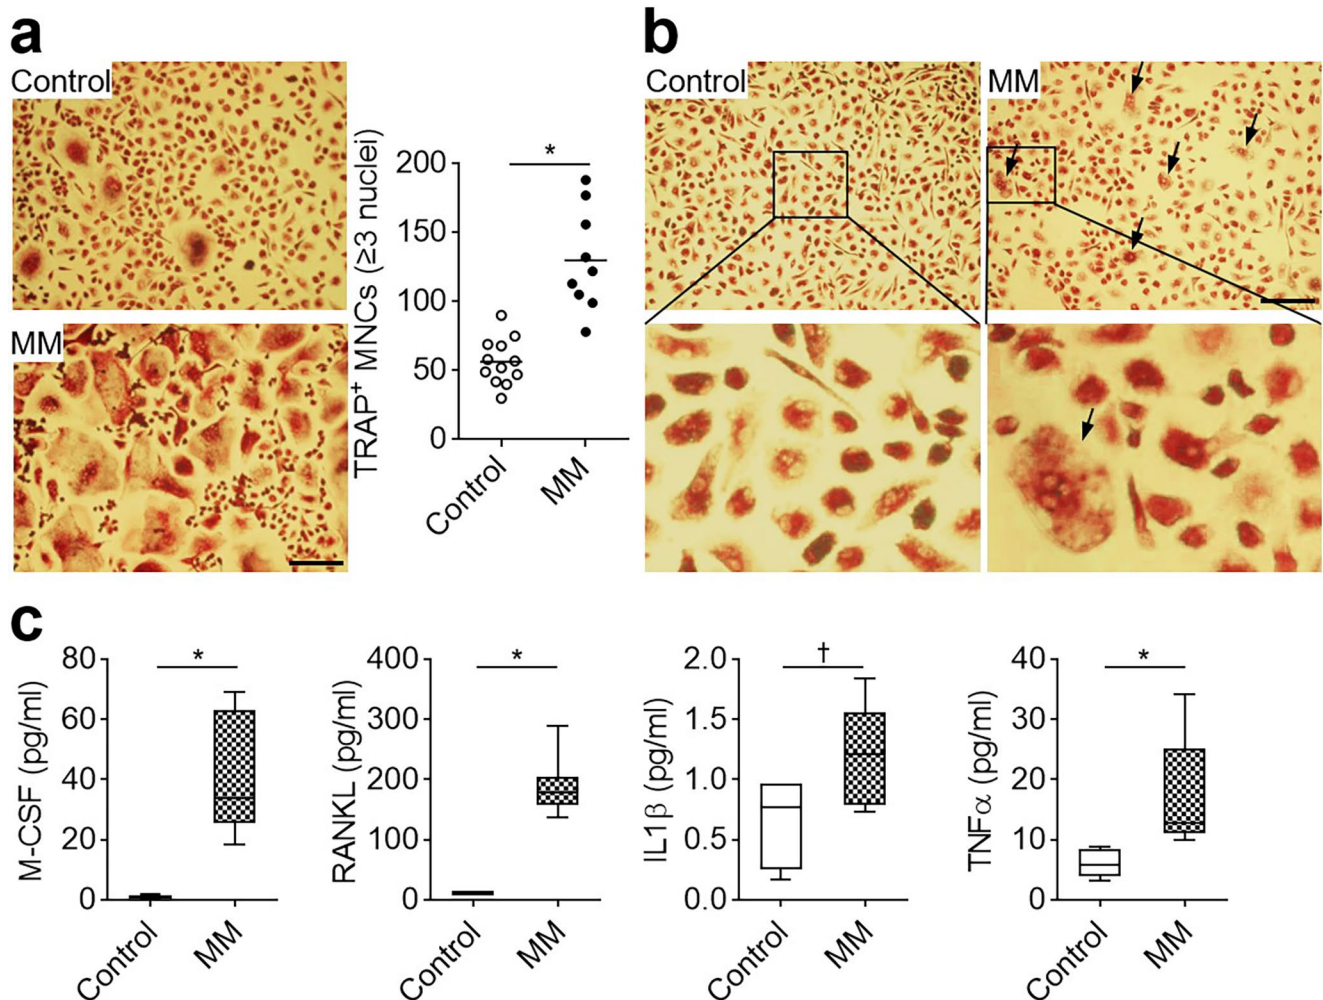 a
Control
MM
TRAP⁺ MNCs (≥3 nuclei)
200
150
100
50
0
*
Control
MM
b
Control
MM
c
M-CSF (pg/ml)
80
60
40
20
0
*
Control
MM
RANKL (pg/ml)
400
300
200
100
0
*
Control
MM
IL1β (pg/ml)
2.0
1.5
1.0
0.5
0.0
†
Control
MM
TNFα (pg/ml)
40
30
20
10
0
*
Control
MM